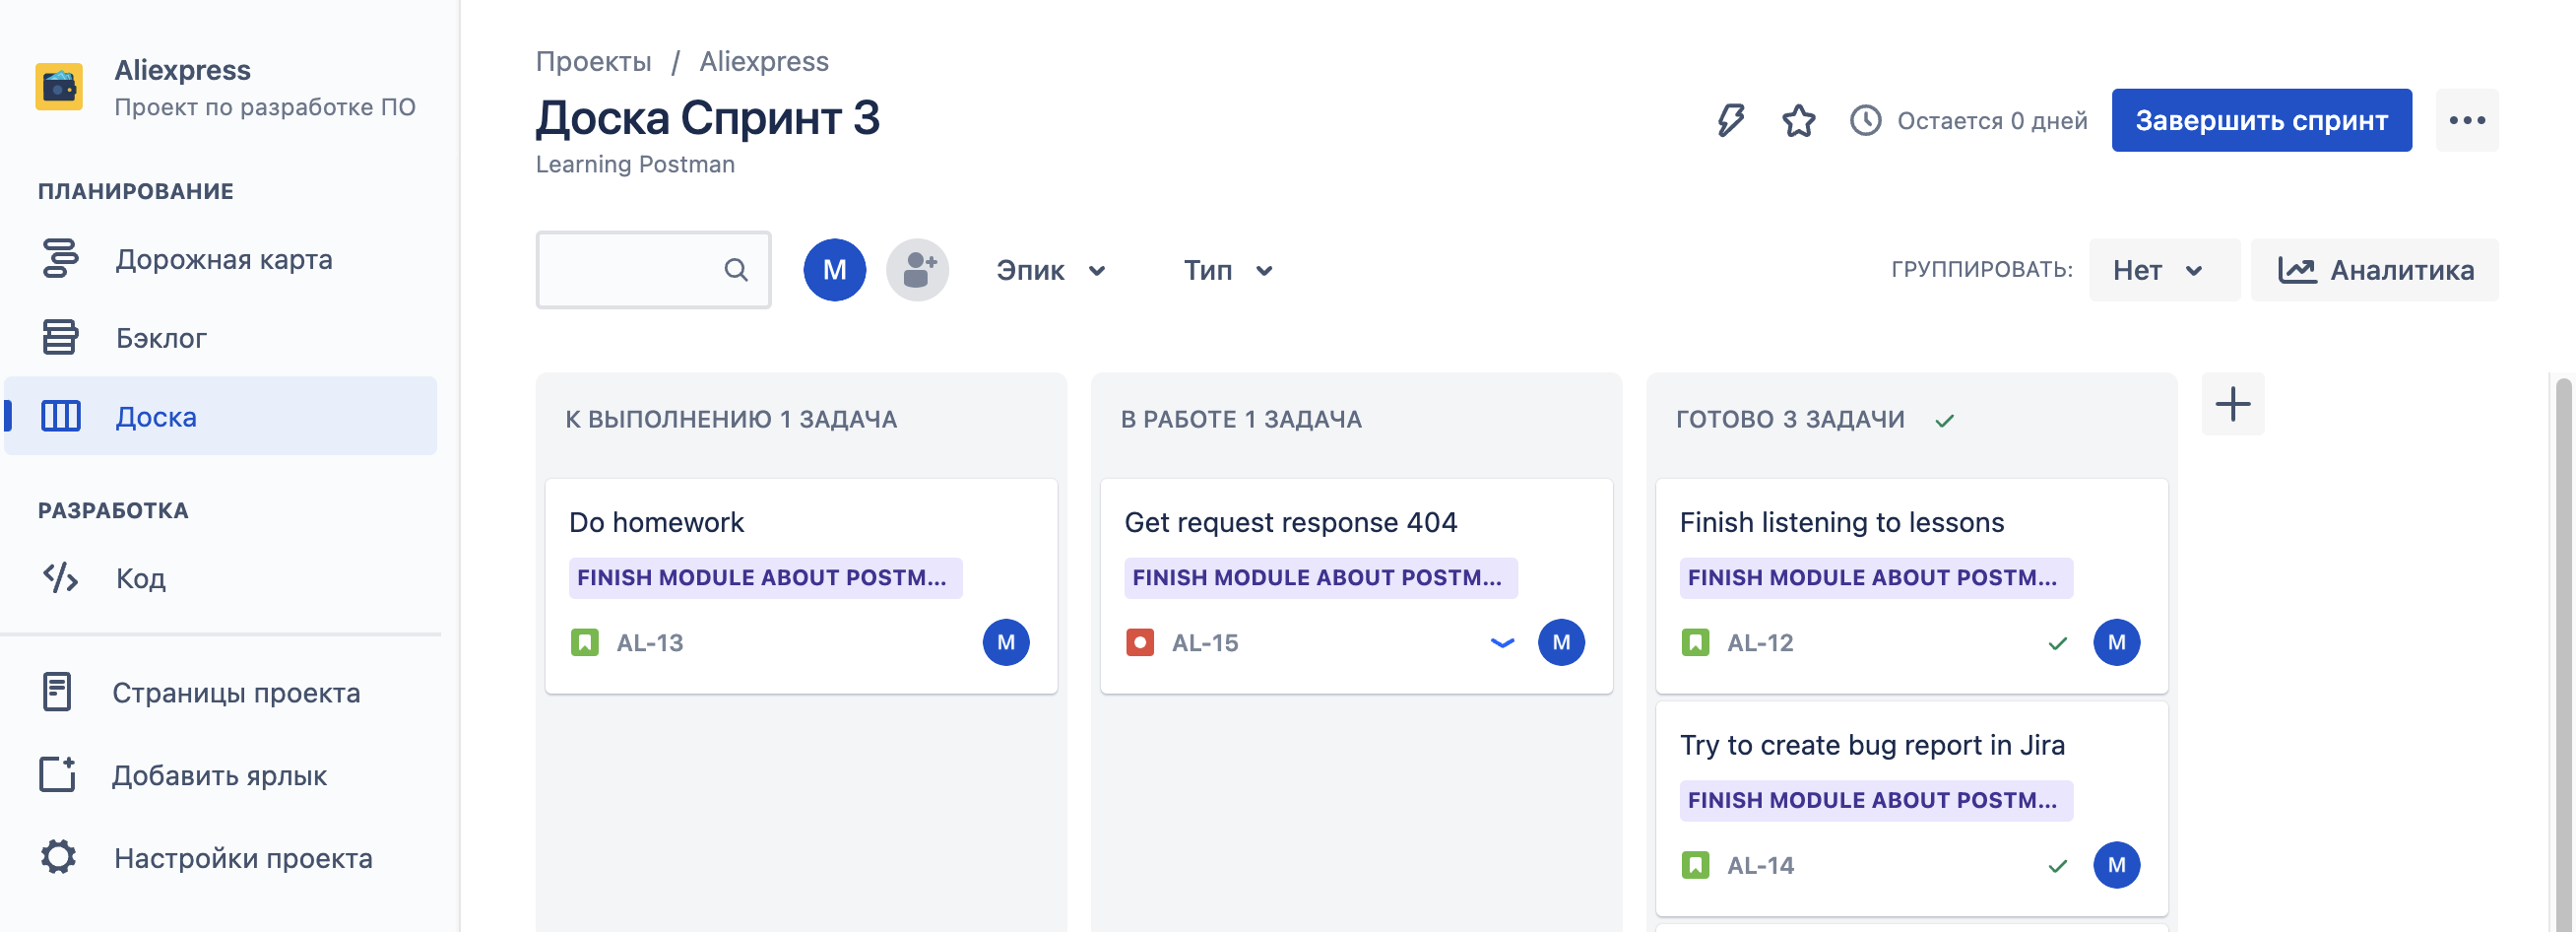 Aliexpress
Проект по разработке ПО
ПЛАНИРОВАНИЕ
Дорожная карта
Бэклог
Доска
РАЗРАБОТКА
Код
Страницы проекта
Добавить ярлык
Настройки проекта
Проекты / Aliexpress
Доска Спринт 3
Learning Postman
Остается 0 дней
Завершить спринт
M
Эпик
Тип
ГРУППИРОВАТЬ:
Нет
Аналитика
К ВЫПОЛНЕНИЮ 1 ЗАДАЧА
Do homework
FINISH MODULE ABOUT POSTM...
AL-13
M
В РАБОТЕ 1 ЗАДАЧА
Get request response 404
FINISH MODULE ABOUT POSTM...
AL-15
M
ГОТОВО 3 ЗАДАЧИ
Finish listening to lessons
FINISH MODULE ABOUT POSTM...
AL-12
M
Try to create bug report in Jira
FINISH MODULE ABOUT POSTM...
AL-14
M